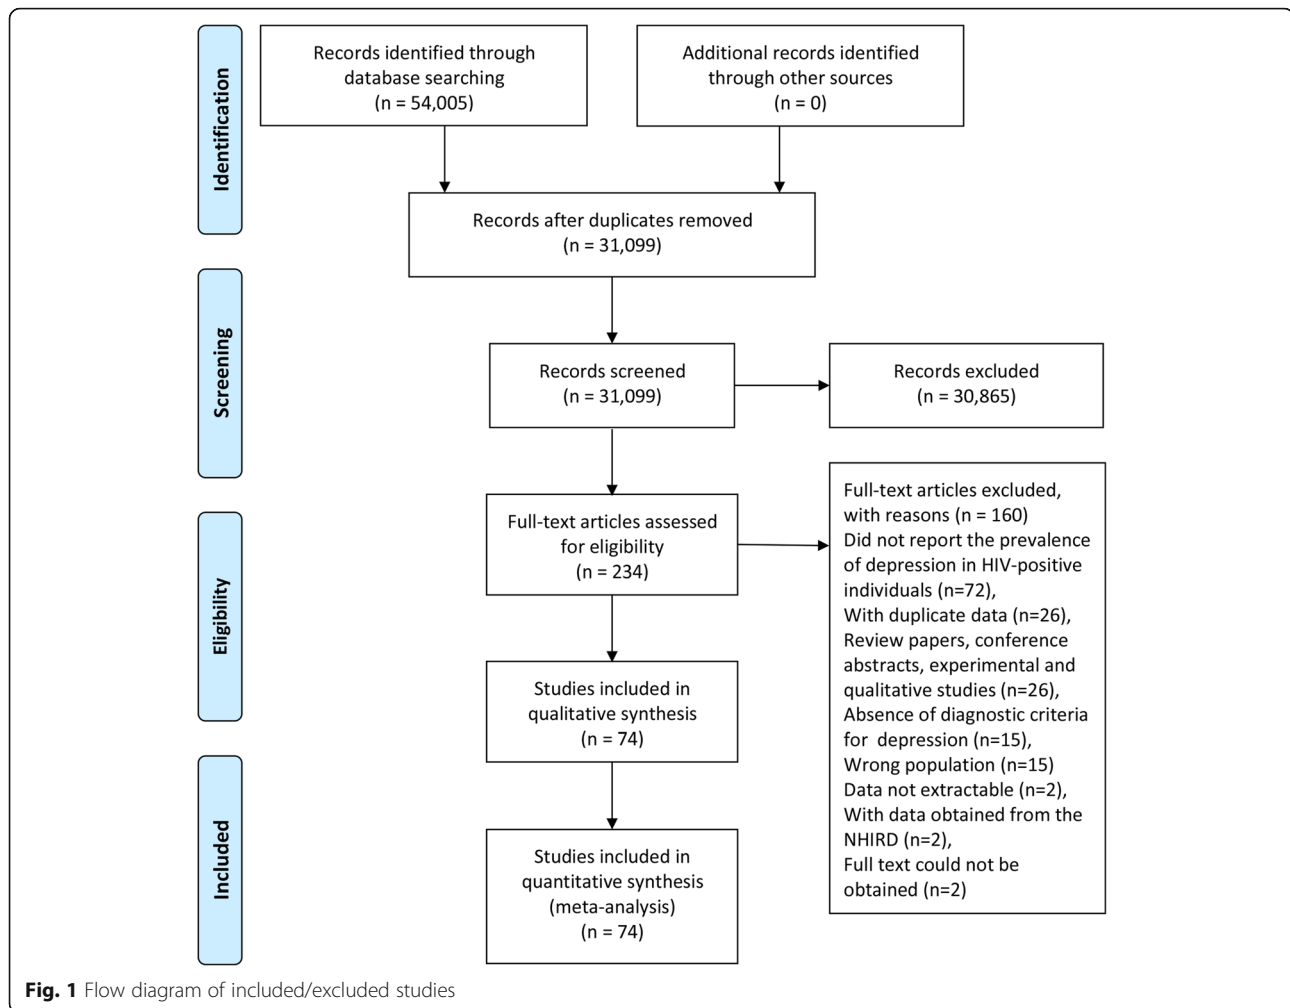 Identification
Records identified through
database searching
(n = 54,005)
Additional records identified
through other sources
(n = 0)
Records after duplicates removed
(n = 31,099)
Screening
Records screened
(n = 31,099)
Records excluded
(n = 30,865)
Eligibility
Full-text articles assessed
for eligibility
(n = 234)
Full-text articles excluded,
with reasons (n = 160)
Did not report the prevalence
of depression in HIV-positive
individuals (n=72),
With duplicate data (n=26),
Review papers, conference
abstracts, experimental and
qualitative studies (n=26),
Absence of diagnostic criteria
for depression (n=15),
Wrong population (n=15)
Data not extractable (n=2),
With data obtained from the
NHIRD (n=2),
Full text could not be
obtained (n=2)
Studies included in
qualitative synthesis
(n = 74)
Included
Studies included in
quantitative synthesis
(meta-analysis)
(n = 74)
Fig. 1 Flow diagram of included/excluded studies